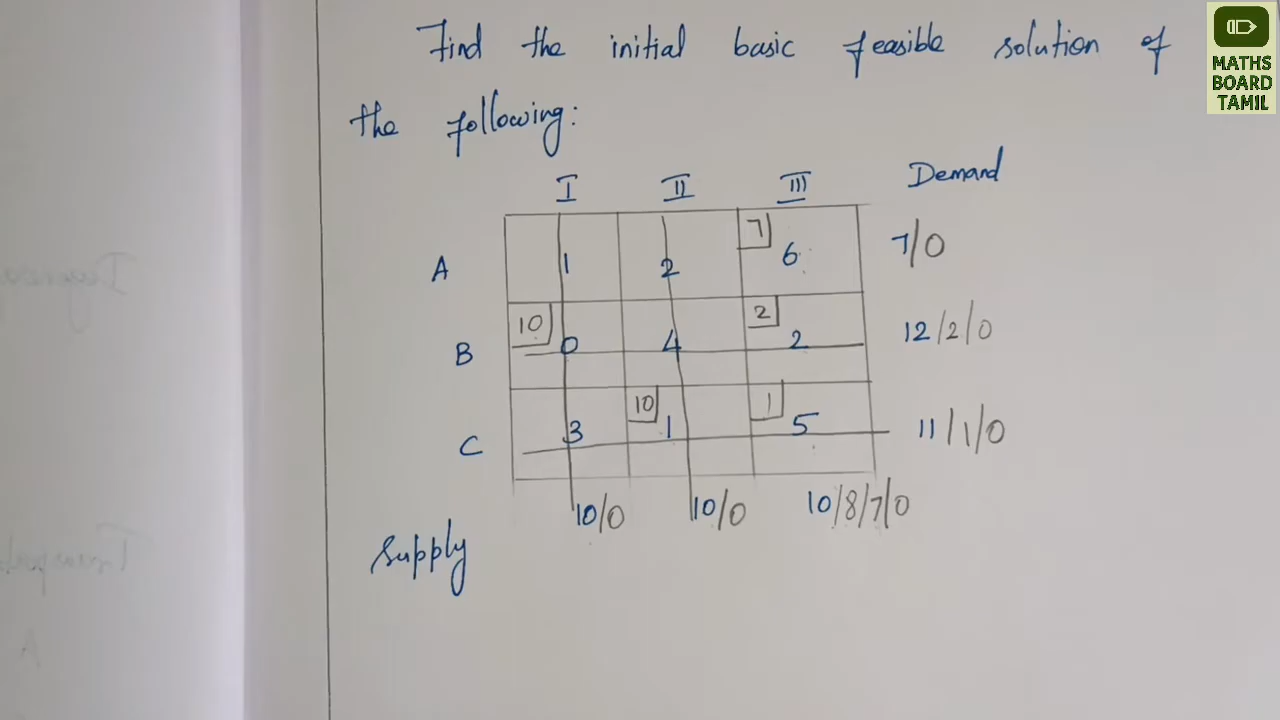 Find the initial basic feasible solution of
the following:
MATHS
BOARD
TAMIL
I II III Demand
A 1 2 7 6 7/0
B 10 0 4 2 2 12/2/0
C 3 10 1 1 5 11/1/0
10/0 10/0 10/8/7/0
Supply